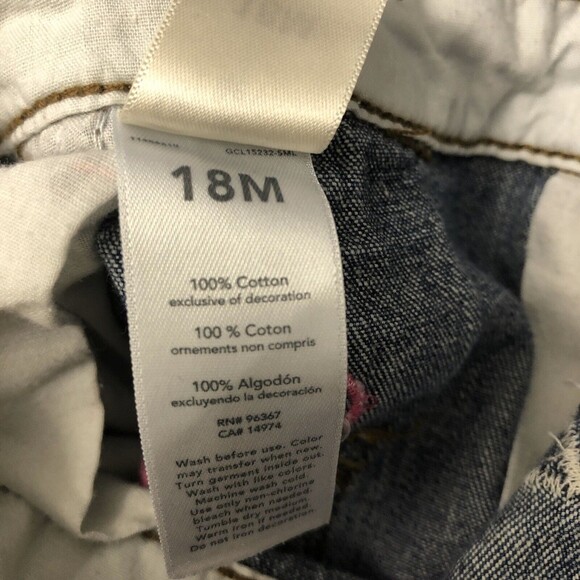 GCL15232-SML
18M
100% Cotton
exclusive of decoration
100 % Coton
ornements non compris
100% Algodón
excluyendo la decoración
RN# 96367
CA# 14974
Wash before use. Color
may transfer when new.
Turn garment inside out.
Wash with like colors.
Machine wash cold.
Use only non-chlorine
bleach when needed.
Tumble dry medium.
Warm iron if needed.
Do not iron decoration.